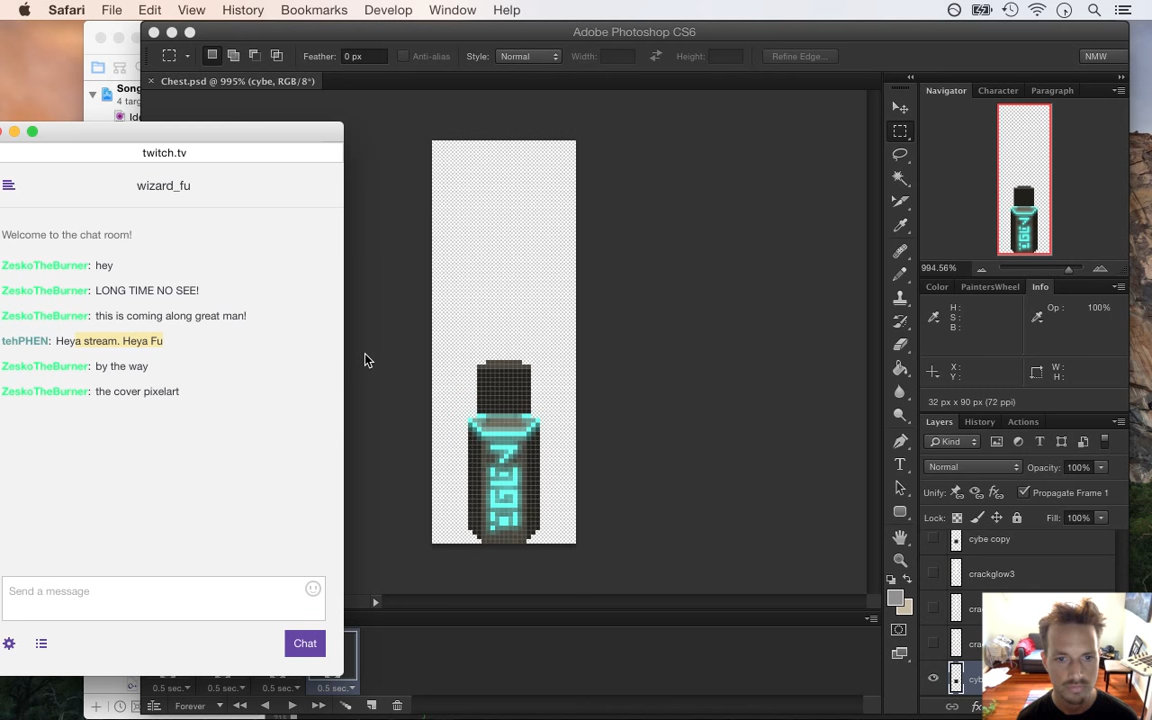 Safari File Edit View History Bookmarks Develop Window Help
Adobe Photoshop CS6
Feather: 0 px Anti-alias Style: Normal Width: Height: Refine Edge... NMW
× Chest.psd @ 995% (cybe, RGB/8*)
Song
4 targ
twitch.tv
wizard_fu
Welcome to the chat room!
ZeskoTheBurner: hey
ZeskoTheBurner: LONG TIME NO SEE!
ZeskoTheBurner: this is coming along great man!
tehPHEN: Heya stream. Heya Fu
ZeskoTheBurner: by the way
ZeskoTheBurner: the cover pixelart
Send a message
Chat
0.5 sec. 0.5 sec. 0.5 sec. 0.5 sec.
Forever
Navigator Character Paragraph
994.56%
Color PaintersWheel Info
H: Op: 100%
S:
B:
X: W:
Y: H:
32 px x 90 px (72 ppi)
Layers History Actions
Kind
Normal Opacity: 100%
Unify: Propagate Frame 1
Lock: Fill: 100%
cybe copy
crackglow3